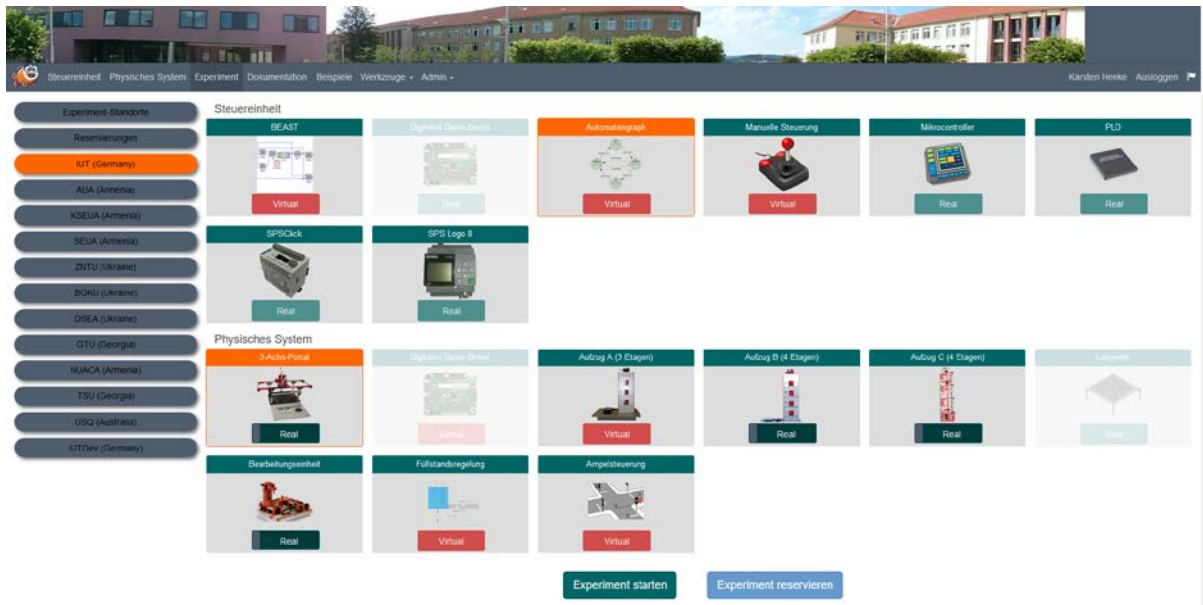 Steuereinheit Physisches System Experiment Dokumentation Beispiele Werkzeuge Admin Karsten Henke Ausloggen
Experiment-Standorte
Reservierungen
IUT (Germany)
AUA (Armenia)
KSEUA (Armenia)
SEUA (Armenia)
ZNTU (Ukraine)
BGKU (Ukraine)
DSEA (Ukraine)
GTU (Georgia)
NUACA (Armenia)
TSU (Georgia)
USQ (Australia)
IUTDev (Germany)
Steuereinheit
BEAST Digitales Demo-Board Automatengraph Manuelle Steuerung Mikrocontroller PLD
Virtual Real Virtual Virtual Real Real
SPSClick SPS Logo 8
Real Real
Physisches System
3-Achs-Portal Digitales Demo-Board Aufzug A (3 Etagen) Aufzug B (4 Etagen) Aufzug C (4 Etagen) Labyrinth
Real Virtual Virtual Real Real Real
Bearbeitungseinheit Füllstandsregelung Ampelsteuerung
Real Virtual Virtual
Experiment starten Experiment reservieren